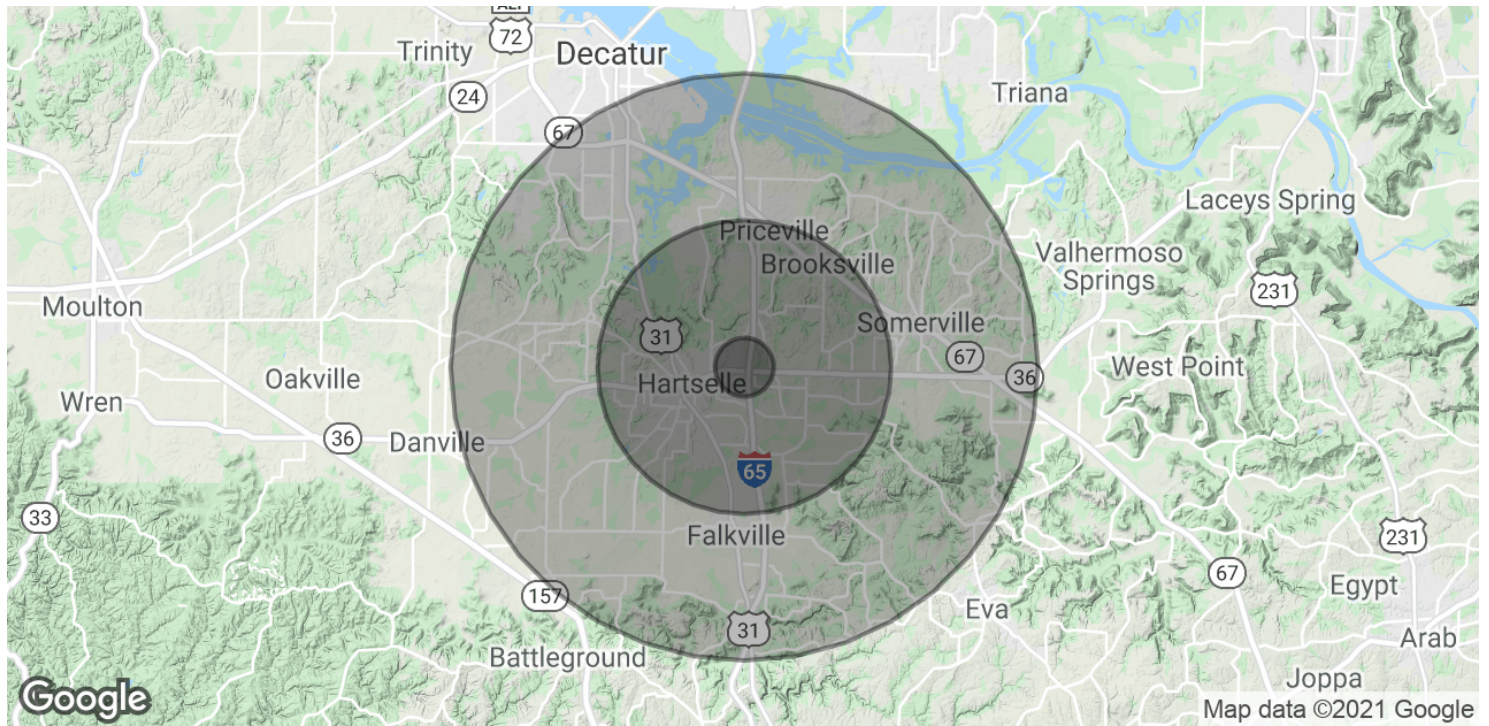 ALT
72
Trinity
Decatur
24
67
Triana
Laceys Spring
Priceville
Brooksville
Valhermoso
Springs
231
Moulton
31
Somerville
67
36
West Point
Oakville
Hartselle
Wren
36
Danville
65
33
Falkville
231
67
Egypt
157
Eva
31
Arab
Battleground
Joppa
Google
Map data ©2021 Google